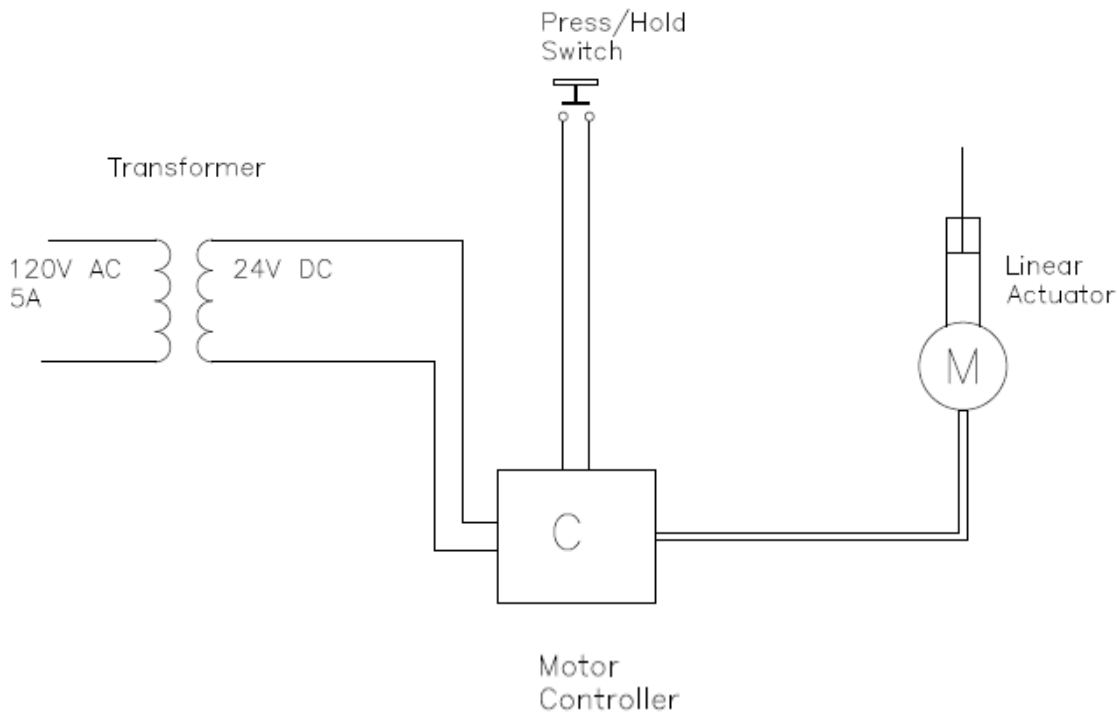 Press/Hold
Switch
Transformer
120V AC
5A
24V DC
Linear
Actuator
M
C
Motor
Controller